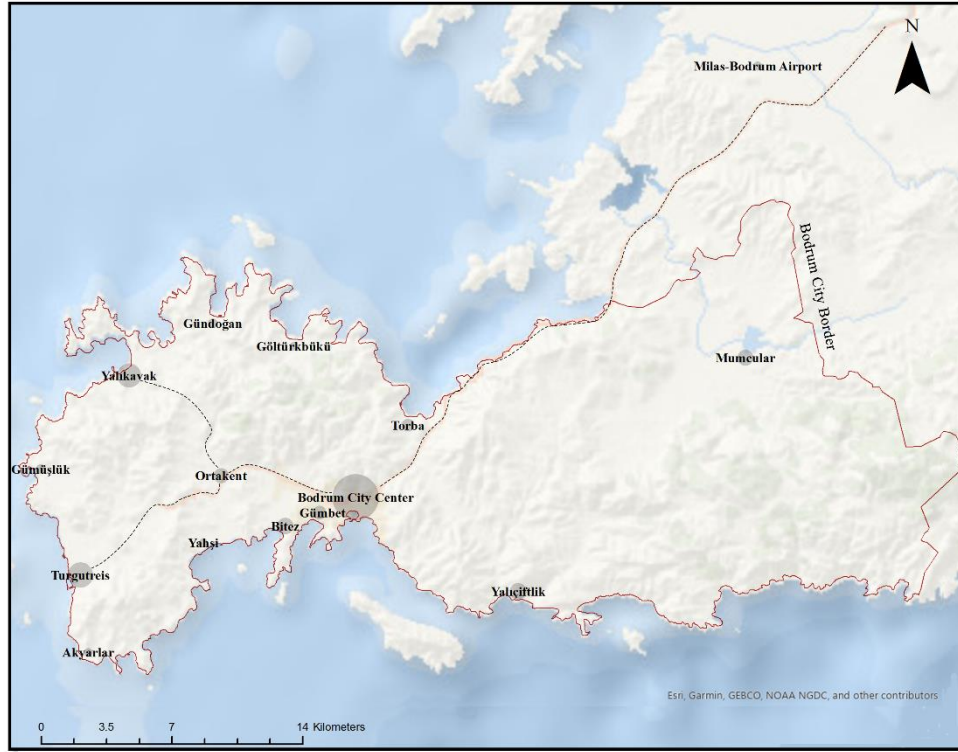 N
Milas-Bodrum Airport
Bodrum City Border
Gündoğan
Göltürkbükü
Mumcular
Yalıkavak
Torba
Gümüşlük
Ortakent
Bodrum City Center
Gümbet
Bitez
Yahşi
Turgutreis
Yalıçiftlik
Akyarlar
Esri, Garmin, GEBCO, NOAA NGDC, and other contributors
0 3.5 7 14 Kilometers